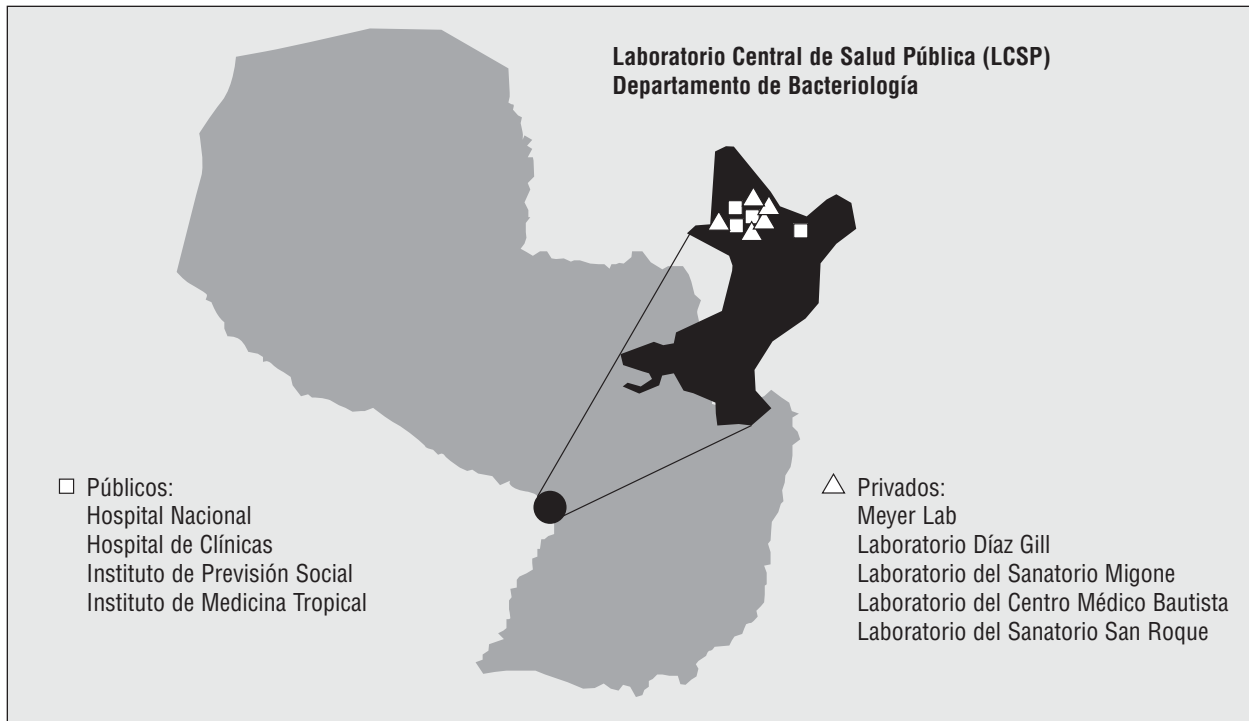 Laboratorio Central de Salud Pública (LCSP)
Departamento de Bacteriología
Públicos:
Hospital Nacional
Hospital de Clínicas
Instituto de Previsión Social
Instituto de Medicina Tropical
Privados:
Meyer Lab
Laboratorio Díaz Gill
Laboratorio del Sanatorio Migone
Laboratorio del Centro Médico Bautista
Laboratorio del Sanatorio San Roque